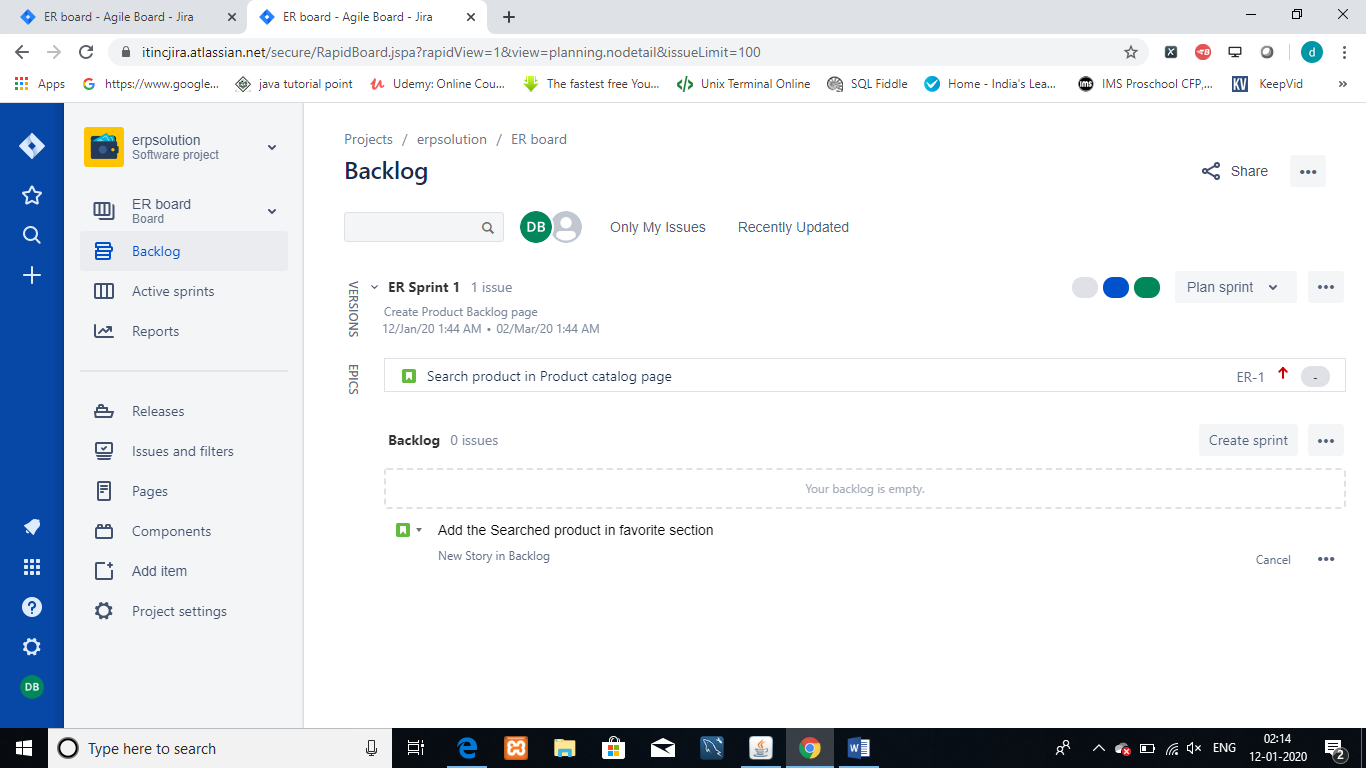 ER board - Agile Board - Jira
ER board - Agile Board - Jira
itincjira.atlassian.net/secure/RapidBoard.jspa?rapidView=1&view=planning.nodetail&issueLimit=100
d
Apps https://www.google... java tutorial point Udemy: Online Cou... The fastest free You... Unix Terminal Online SQL Fiddle Home - India's Lea... ims IMS Proschool CFP,... KV KeepVid »
erpsolution
Software project
ER board
Board
Backlog
Active sprints
Reports
Releases
Issues and filters
Pages
Components
Add item
Project settings
DB
Projects / erpsolution / ER board
Backlog
Share
DB
Only My Issues
Recently Updated
VERSIONS
EPICS
ER Sprint 1 1 issue
Plan sprint
Create Product Backlog page
12/Jan/20 1:44 AM • 02/Mar/20 1:44 AM
Search product in Product catalog page
ER-1
-
Backlog 0 issues
Create sprint
Your backlog is empty.
Add the Searched product in favorite section
New Story in Backlog
Cancel
Type here to search
ENG
02:14
12-01-2020
2